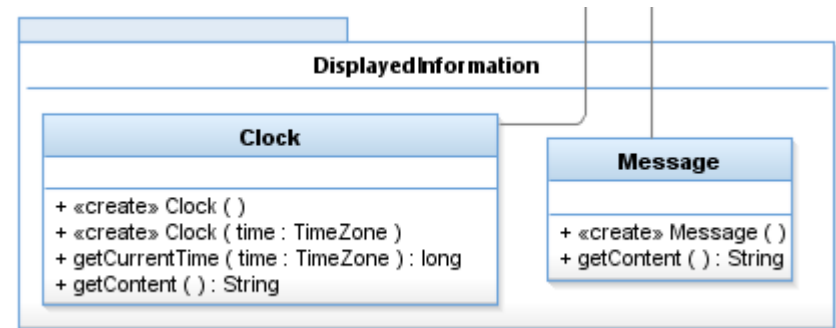 DisplayedInformation
Clock
+ «create» Clock ( )
+ «create» Clock ( time : TimeZone )
+ getCurrentTime ( time : TimeZone ) : long
+ getContent ( ) : String
Message
+ «create» Message ( )
+ getContent ( ) : String